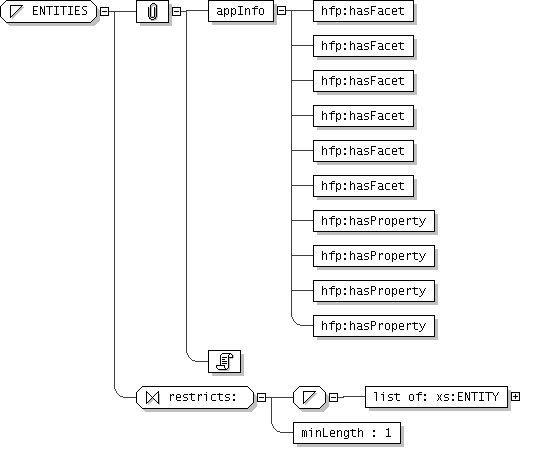 ENTITIES
appInfo
hfp:hasFacet
hfp:hasFacet
hfp:hasFacet
hfp:hasFacet
hfp:hasFacet
hfp:hasFacet
hfp:hasProperty
hfp:hasProperty
hfp:hasProperty
hfp:hasProperty
restricts:
list of: xs:ENTITY
minLength : 1